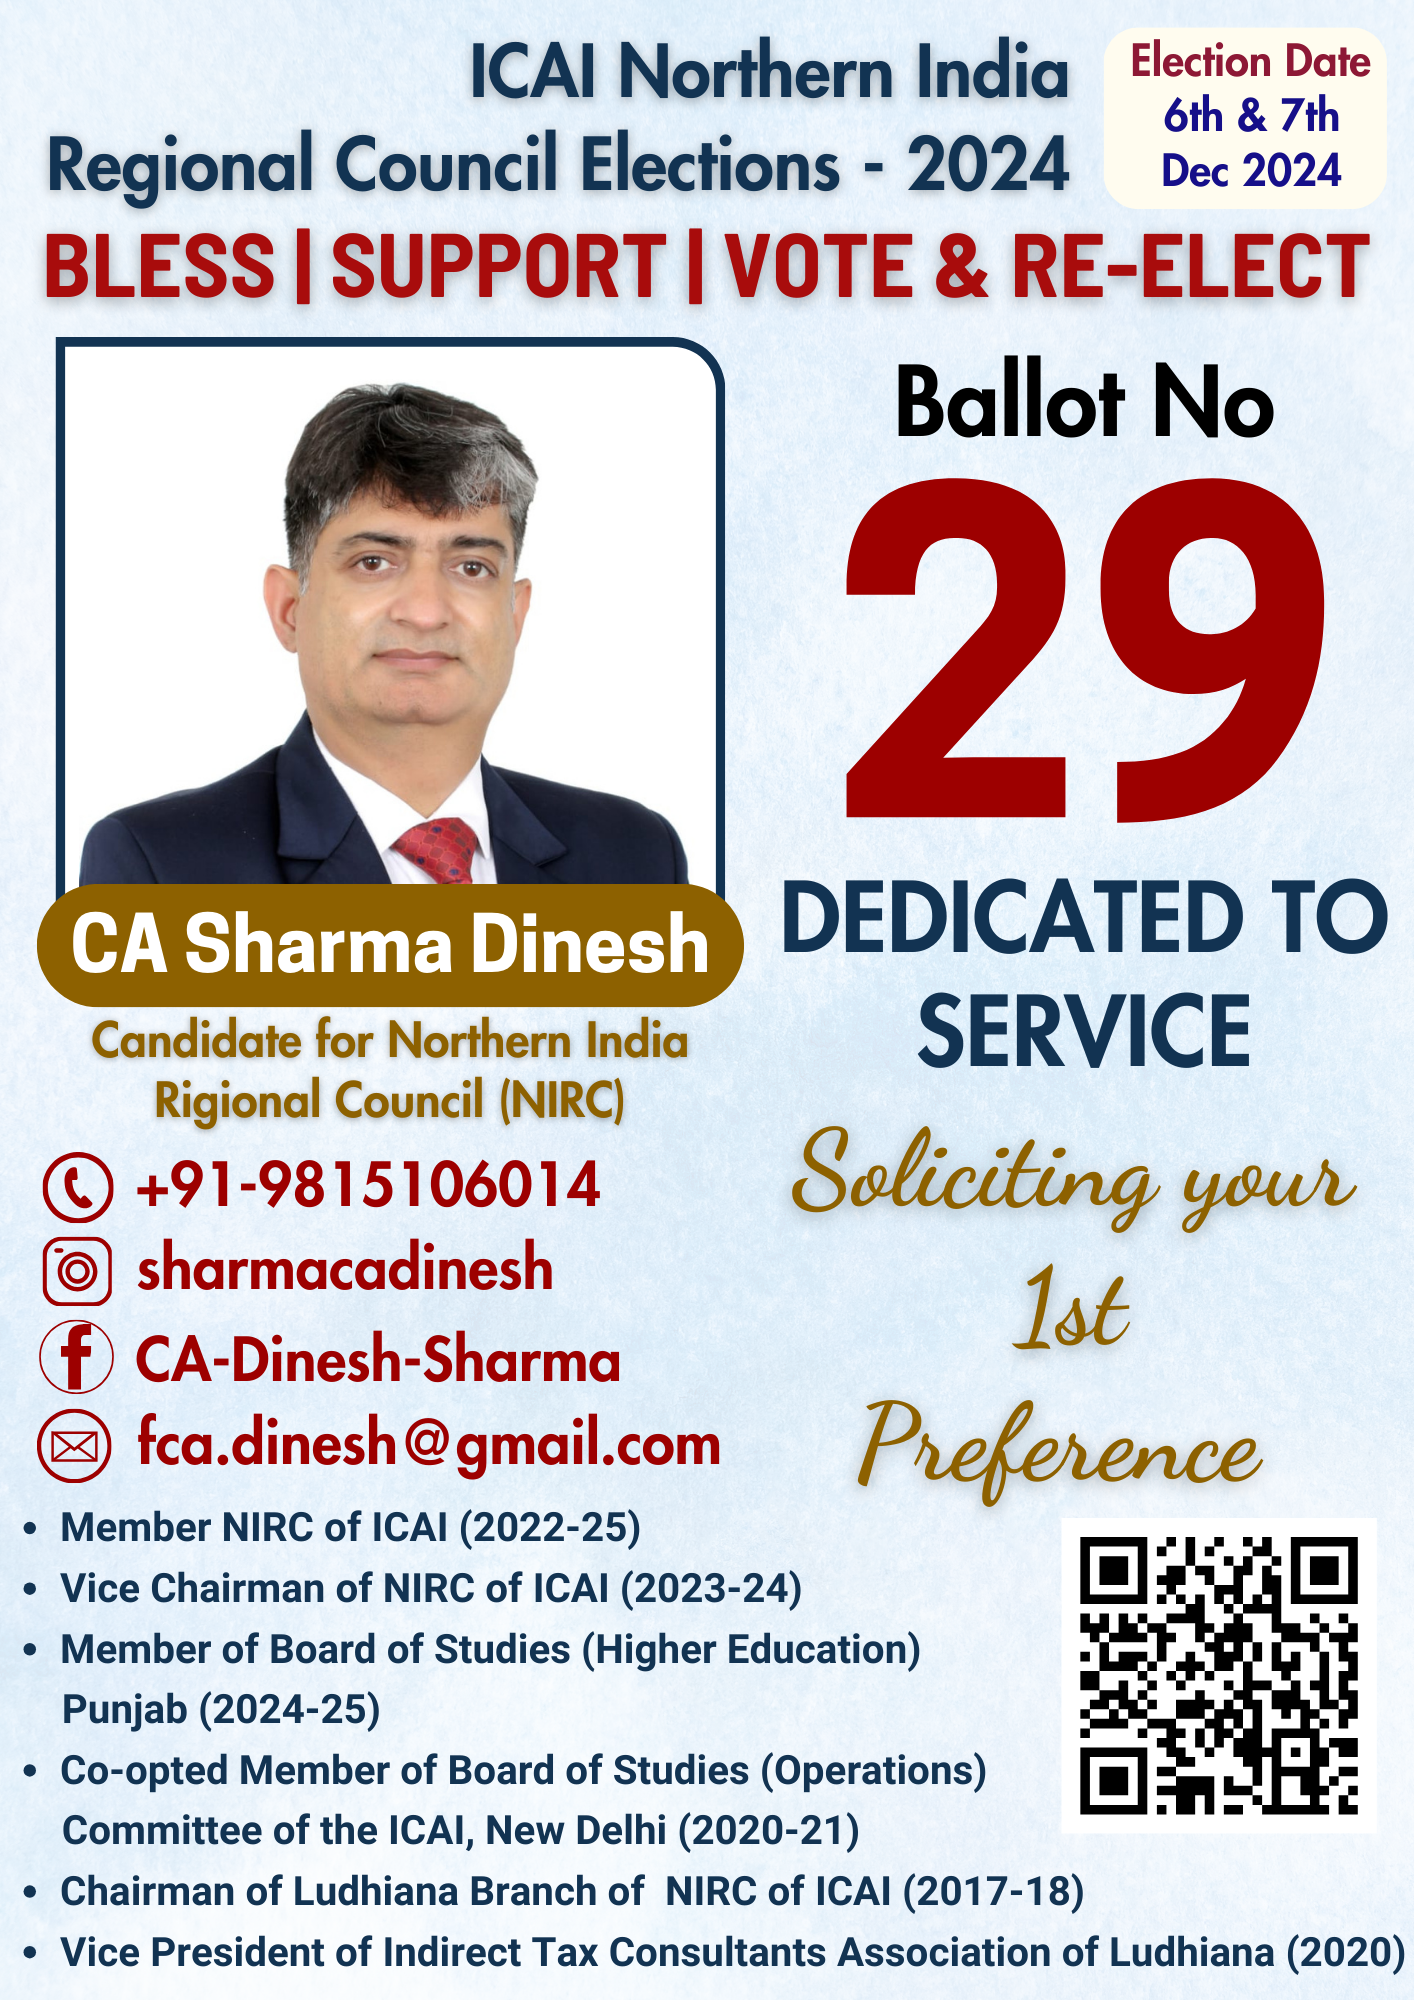 ICAI Northern India
Regional Council Elections - 2024
Election Date
6th & 7th
Dec 2024
BLESS | SUPPORT | VOTE & RE-ELECT
Ballot No
29
DEDICATED TO
SERVICE
Soliciting your
1st
Preference
CA Sharma Dinesh
Candidate for Northern India
Rigional Council (NIRC)
+91-9815106014
sharmacadinesh
CA-Dinesh-Sharma
fca.dinesh@gmail.com
• Member NIRC of ICAI (2022-25)
• Vice Chairman of NIRC of ICAI (2023-24)
• Member of Board of Studies (Higher Education)
Punjab (2024-25)
• Co-opted Member of Board of Studies (Operations)
Committee of the ICAI, New Delhi (2020-21)
• Chairman of Ludhiana Branch of NIRC of ICAI (2017-18)
• Vice President of Indirect Tax Consultants Association of Ludhiana (2020)